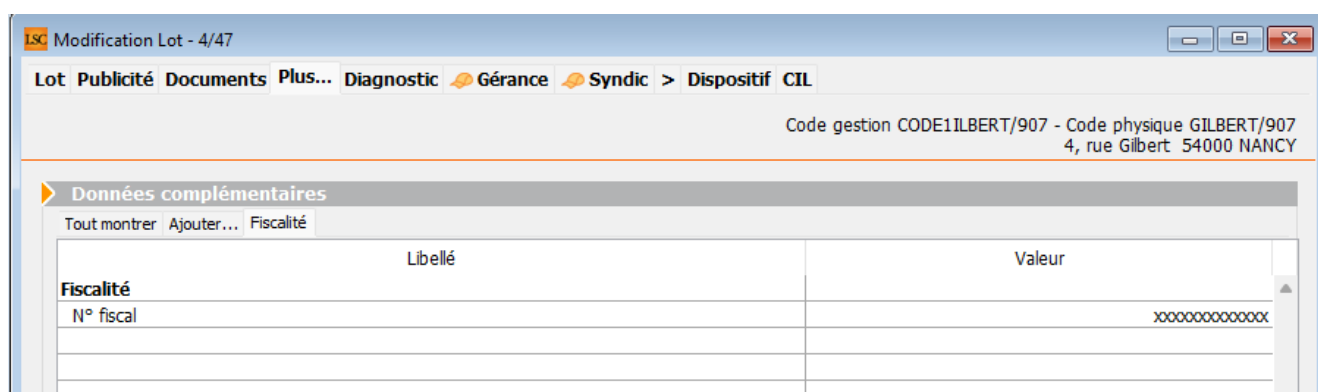 LSC Modification Lot - 4/47
Lot Publicité Documents Plus... Diagnostic Gérance Syndic > Dispositif CIL
Code gestion CODE1ILBERT/907 - Code physique GILBERT/907
4, rue Gilbert 54000 NANCY
Données complémentaires
Tout montrer Ajouter... Fiscalité
Libellé Valeur
Fiscalité
N° fiscal xxxxxxxxxxxxx